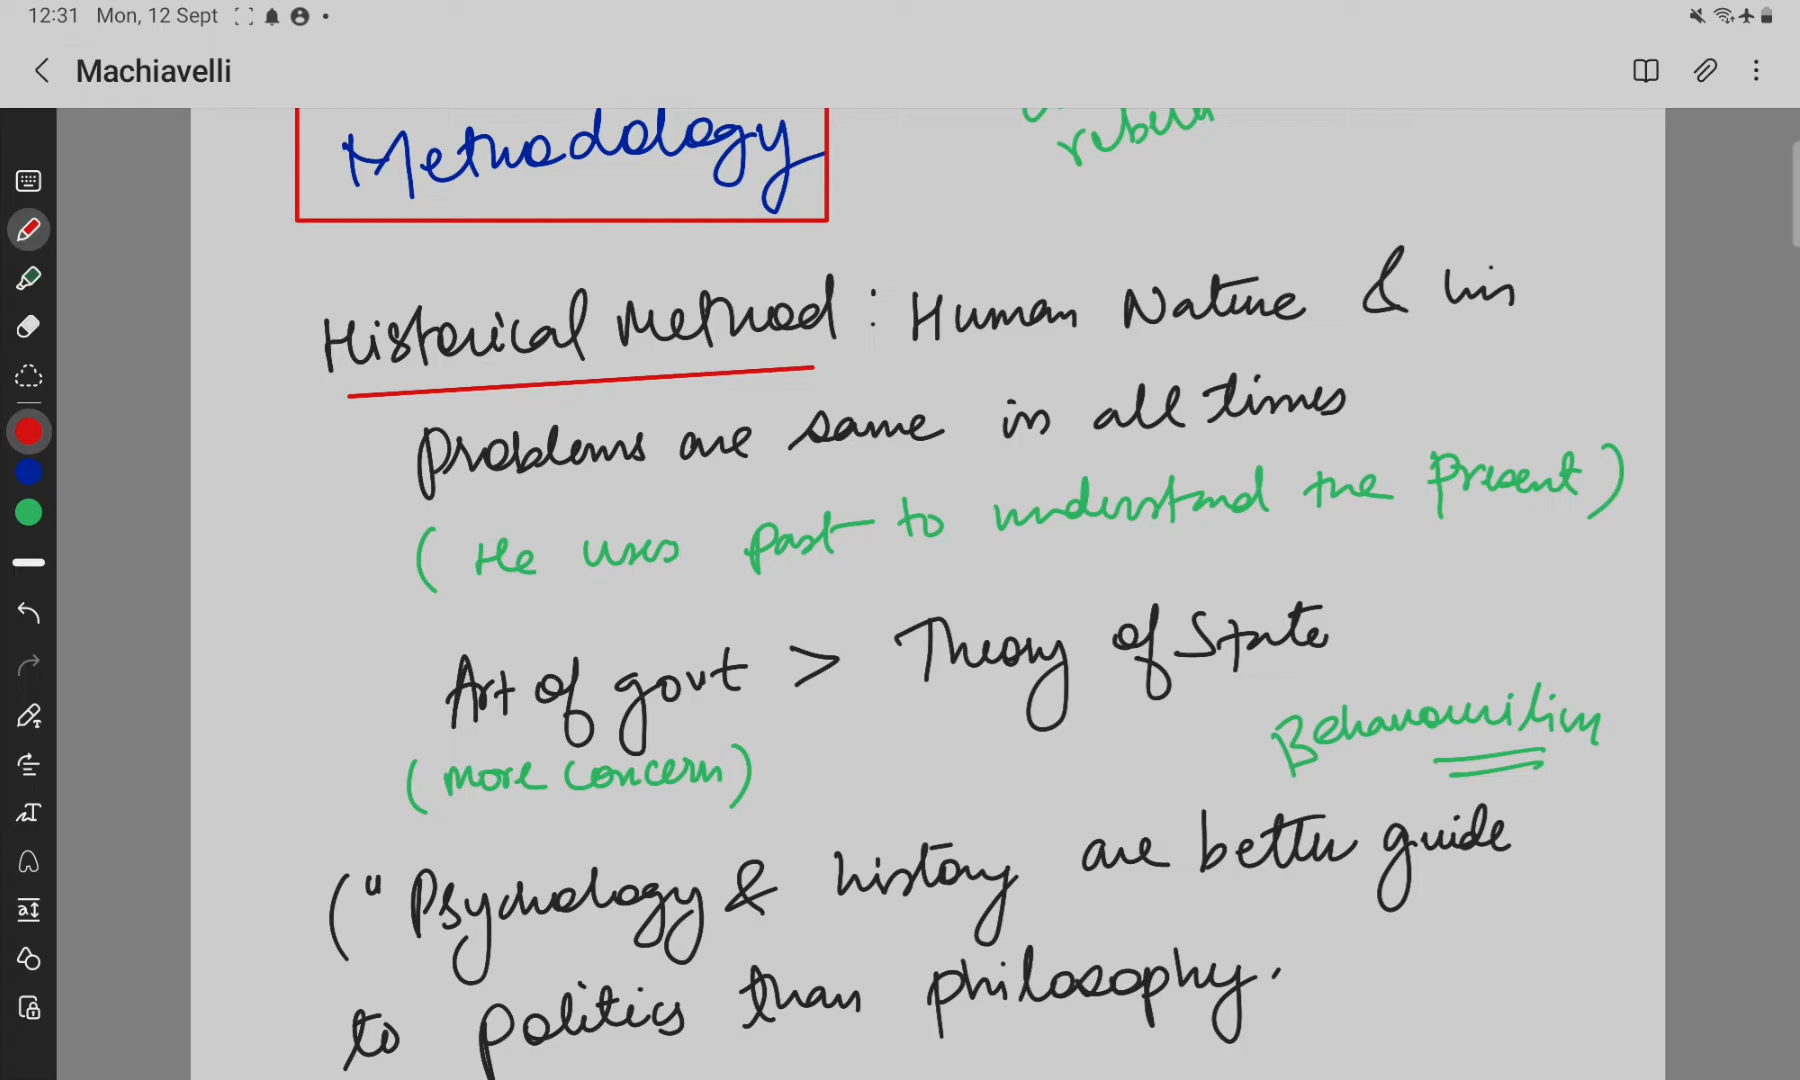 12:31 Mon, 12 Sept
Machiavelli
Methodology
Historical Method : Human Nature & his
problems are same in all times
( He uses past to understand the present )
Art of govt > Theory of State
( more concern )
("Psychology & history are better guide
to politics than philosophy.